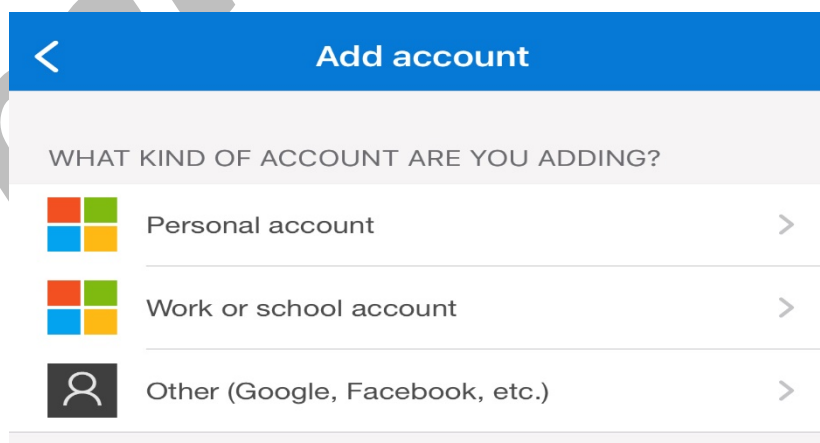 Add account
WHAT KIND OF ACCOUNT ARE YOU ADDING?
Personal account
Work or school account
Other (Google, Facebook, etc.)